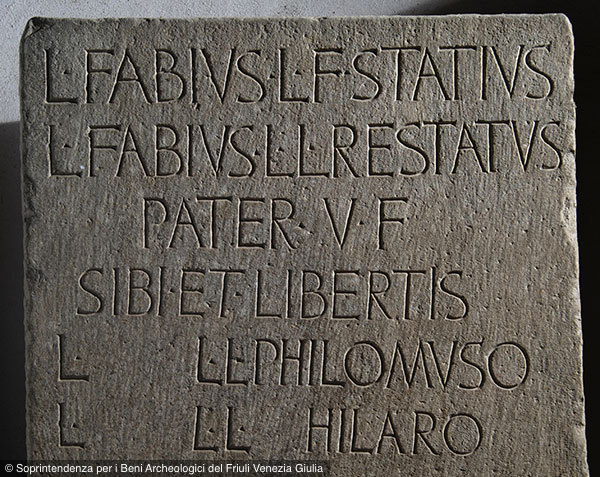 L·FABIVS·L·F·STATIVS
L·FABIVS·L·L·RESTATVS
PATER·V·F
SIBI·ET·LIBERTIS
L L·L·PHILOMVSO
L L·L HILARO
© Soprintendenza per i Beni Archeologici del Friuli Venezia Giulia